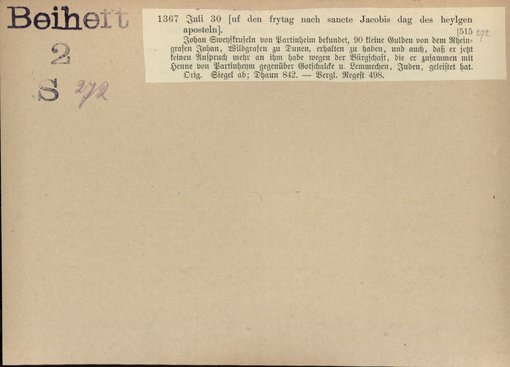 Beiheft
2
S 272
1367 Juli 30 [uf den frytag nach sancte Jacobis dag des heylgen
aposteln]. [515 272
Johan Sweyskruseln von Partinheim bekundet, 90 kleine Gulden von dem Rhein-
grafen Johan, Wildgrafen zu Dunen, erhalten zu haben, und auch, daß er jetzt
keinen Anspruch mehr an ihm habe wegen der Bürgschaft, die er zusammen mit
Henne von Partinheym gegenüber Gotschalcke u. Lemmechen, Juden, geleistet hat.
Orig. Siegel ab; Dhaun 842. — Vergl. Regest 498.